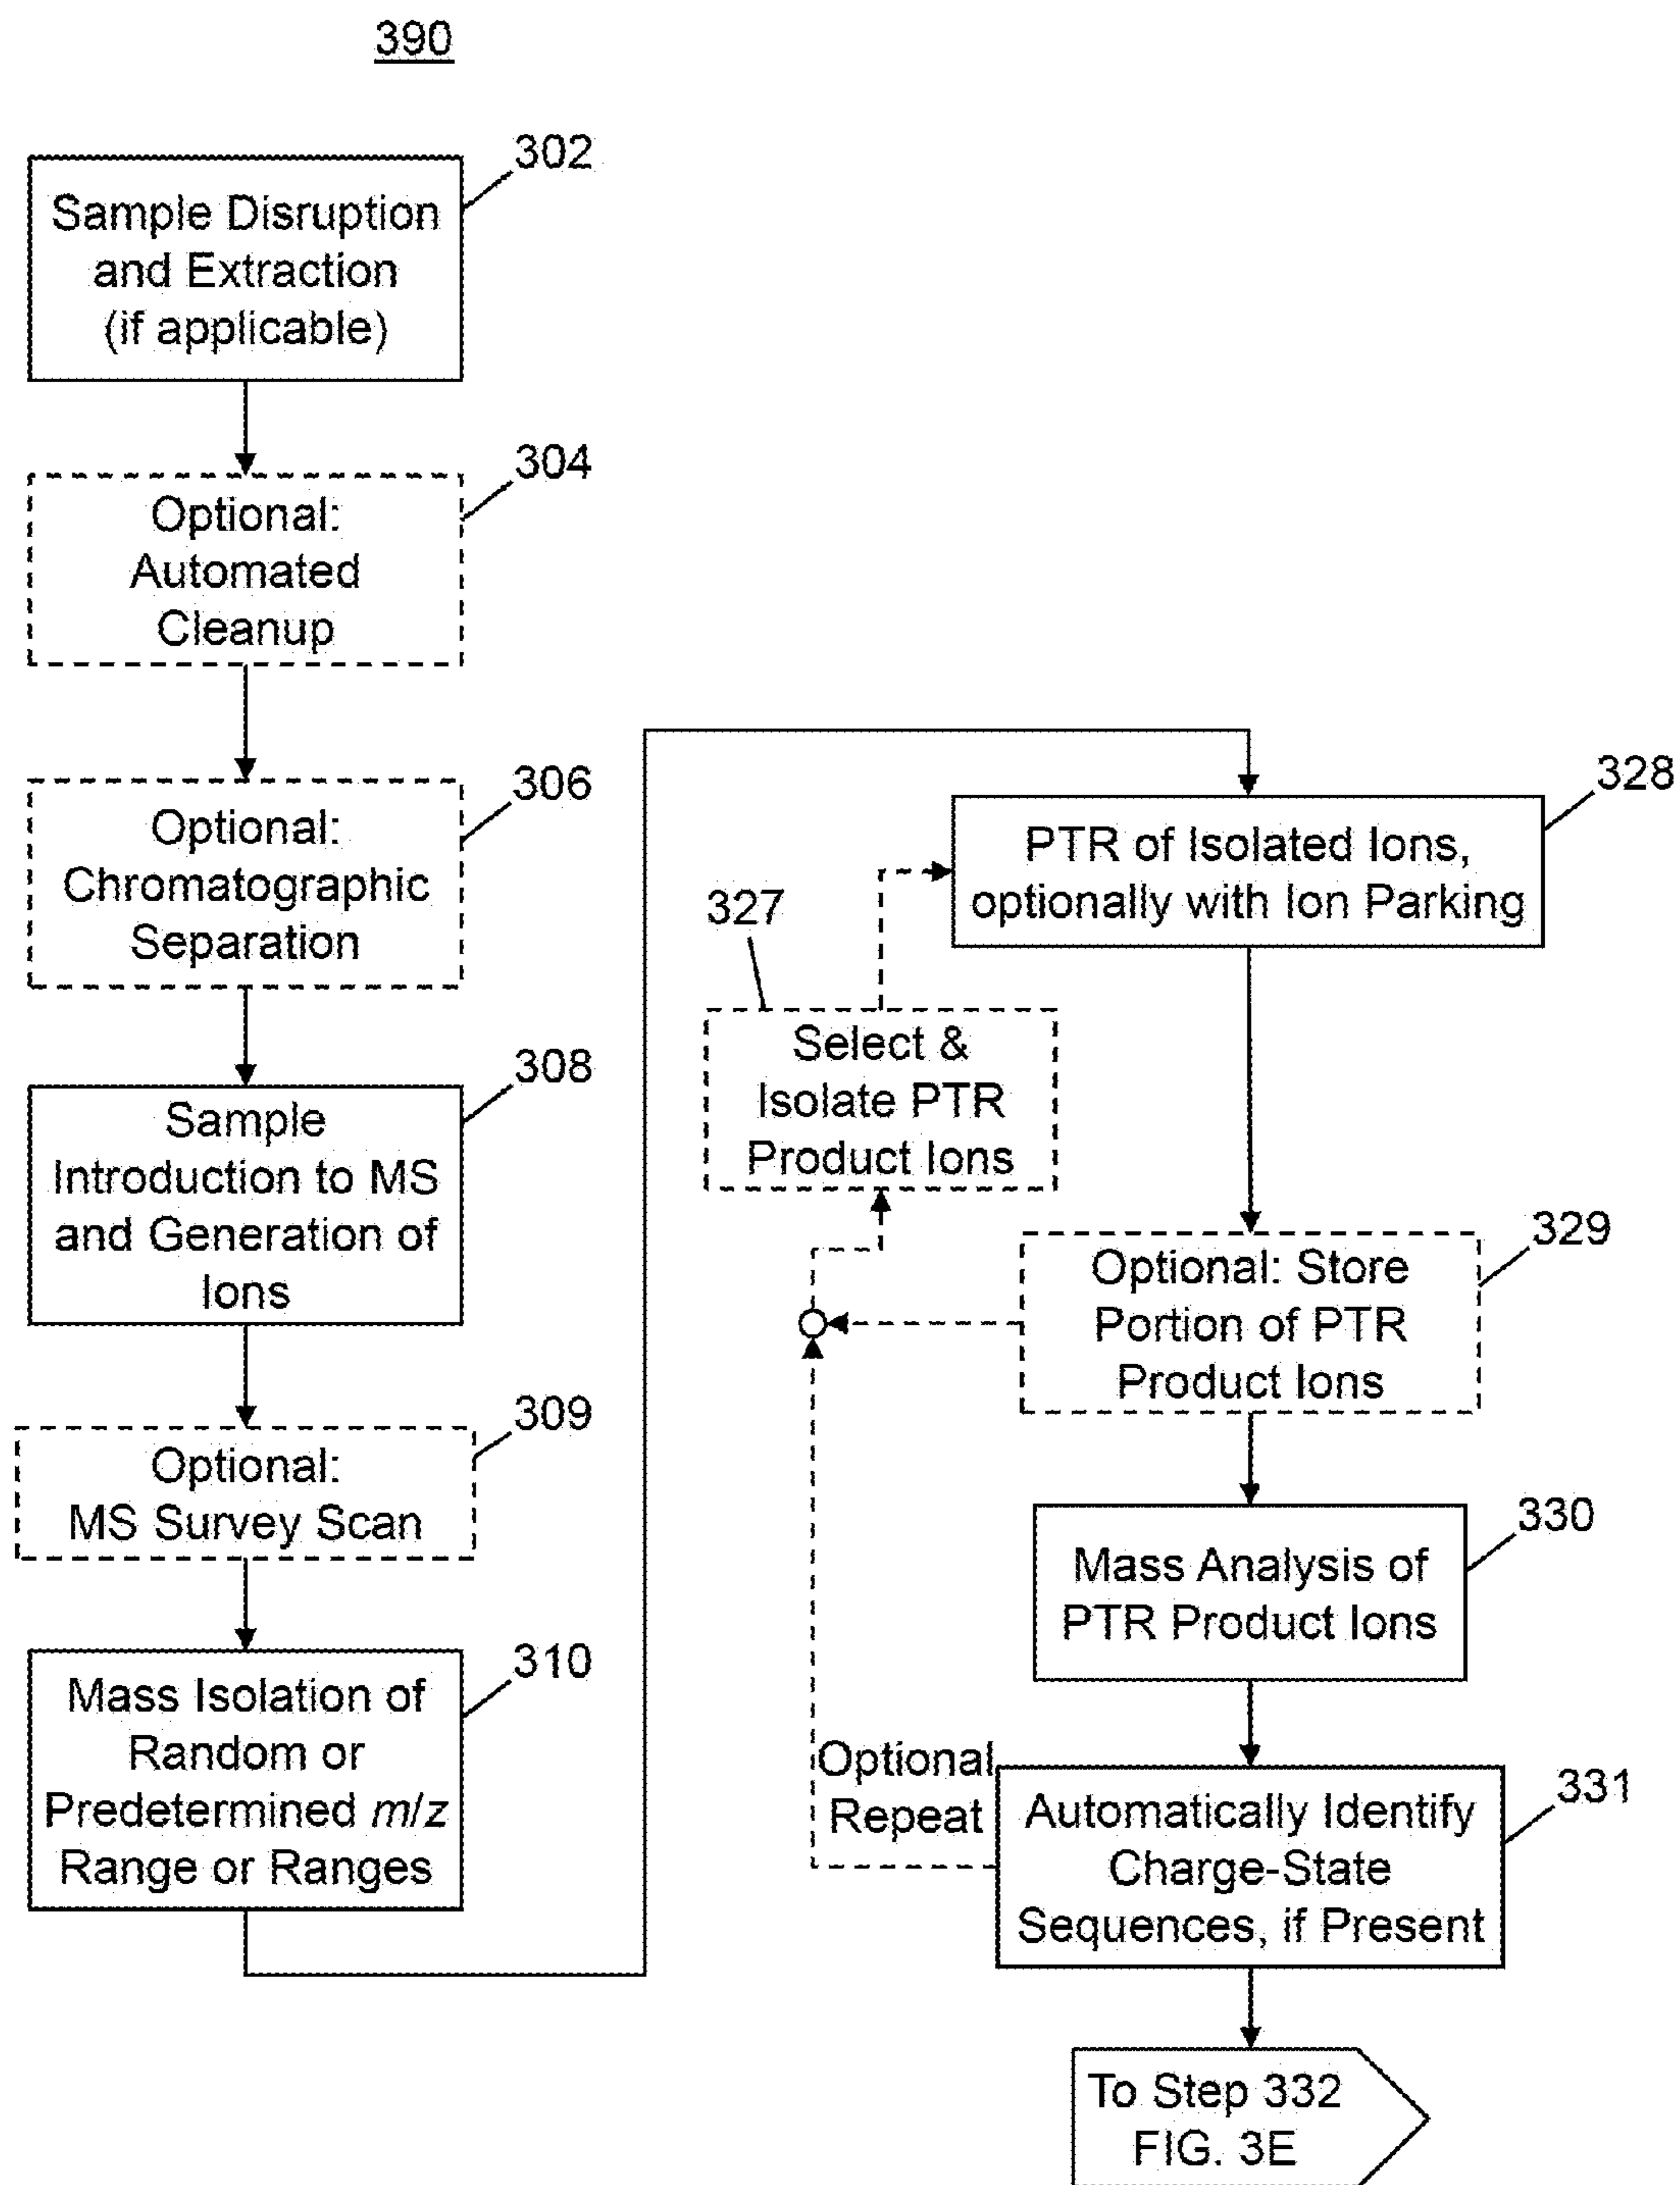 390
302
Sample Disruption
and Extraction
(if applicable)
304
Optional:
Automated
Cleanup
306
Optional:
Chromatographic
Separation
308
Sample
Introduction to MS
and Generation of
Ions
309
Optional:
MS Survey Scan
310
Mass Isolation of
Random or
Predetermined m/z
Range or Ranges
328
PTR of Isolated Ions,
optionally with Ion Parking
327
Select &
Isolate PTR
Product Ions
329
Optional: Store
Portion of PTR
Product Ions
330
Mass Analysis of
PTR Product Ions
Optional
Repeat
331
Automatically Identify
Charge-State
Sequences, if Present
To Step 332
FIG. 3E